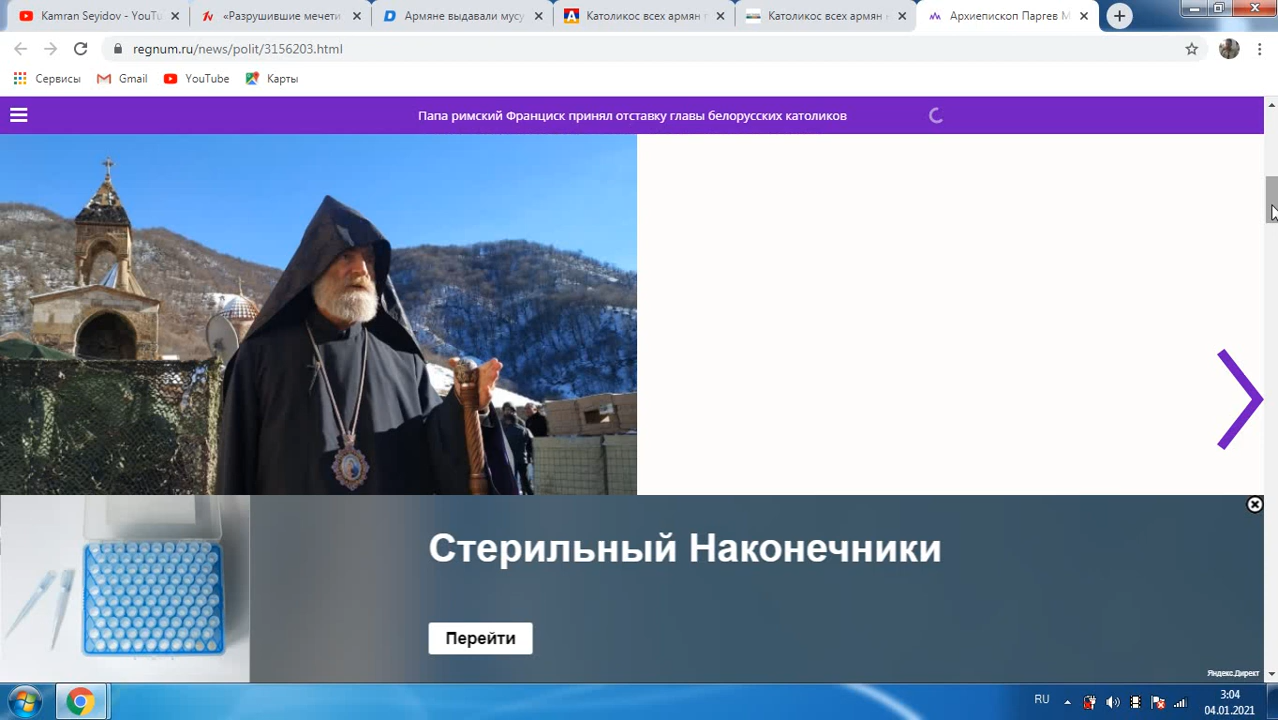 Kamran Seyidov - YouTu
«Разрушившие мечети
Армяне выдавали мусу
Католикос всех армян п
Католикос всех армян н
Архиепископ Паргев М
regnum.ru/news/polit/3156203.html
Сервисы
Gmail
YouTube
Карты
Папа римский Франциск принял отставку главы белорусских католиков
Стерильный Наконечники
Перейти
Яндекс.Директ
RU
3:04
04.01.2021